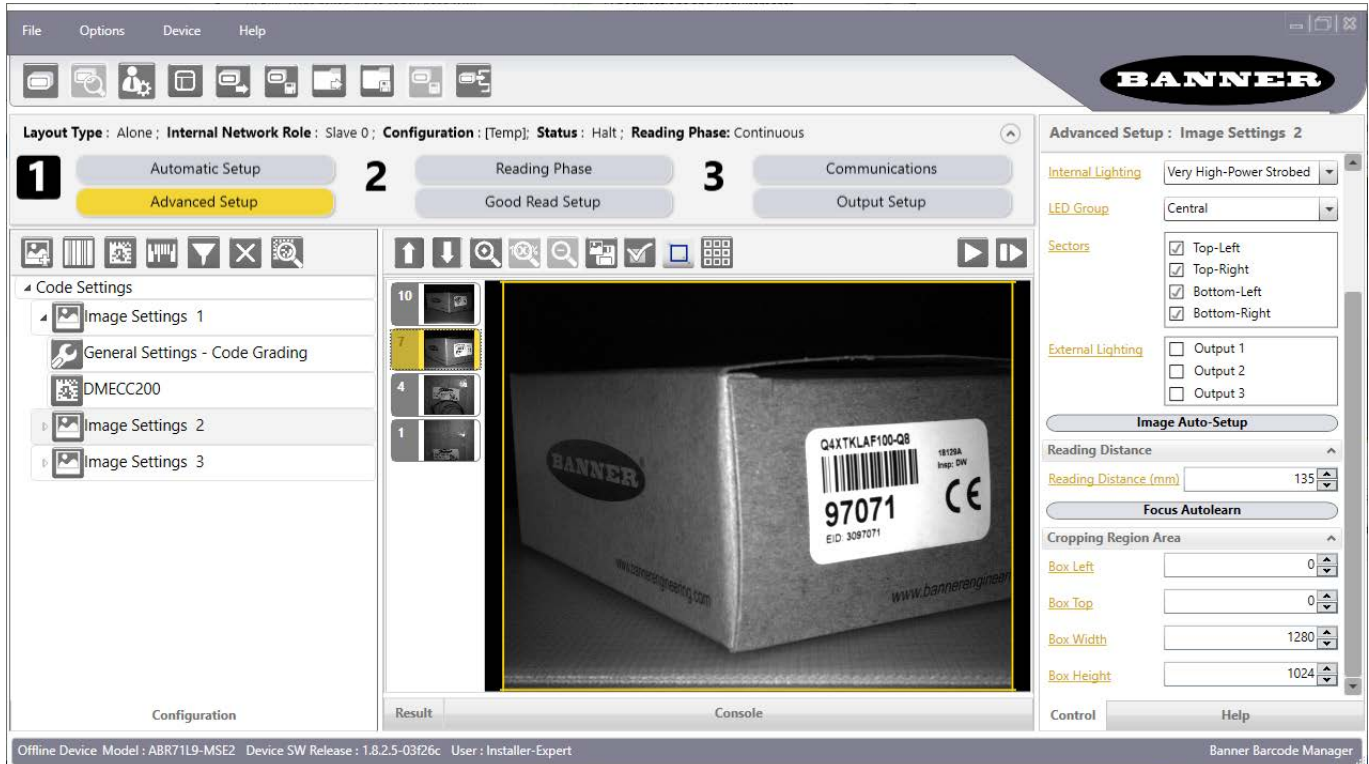 File Options Device Help
BANNER
Layout Type : Alone ; Internal Network Role : Slave 0 ; Configuration : [Temp]; Status : Halt ; Reading Phase: Continuous
1 Automatic Setup 2 Reading Phase 3 Communications
Advanced Setup Good Read Setup Output Setup
Code Settings
Image Settings 1
General Settings - Code Grading
DMECC200
Image Settings 2
Image Settings 3
Configuration
10
7
4
1
BANNER
Q4XTKLAF100-Q8
18129A
Insp: DW
97071
CE
EID: 3097071
www.bannerengineering.com
www.bannerengineer
Result Console
Advanced Setup : Image Settings 2
Internal Lighting Very High-Power Strobed
LED Group Central
Sectors Top-Left
Top-Right
Bottom-Left
Bottom-Right
External Lighting Output 1
Output 2
Output 3
Image Auto-Setup
Reading Distance
Reading Distance (mm) 135
Focus Autolearn
Cropping Region Area
Box Left 0
Box Top 0
Box Width 1280
Box Height 1024
Control Help
Offline Device Model : ABR71L9-MSE2 Device SW Release : 1.8.2.5-03f26c User : Installer-Expert Banner Barcode Manager